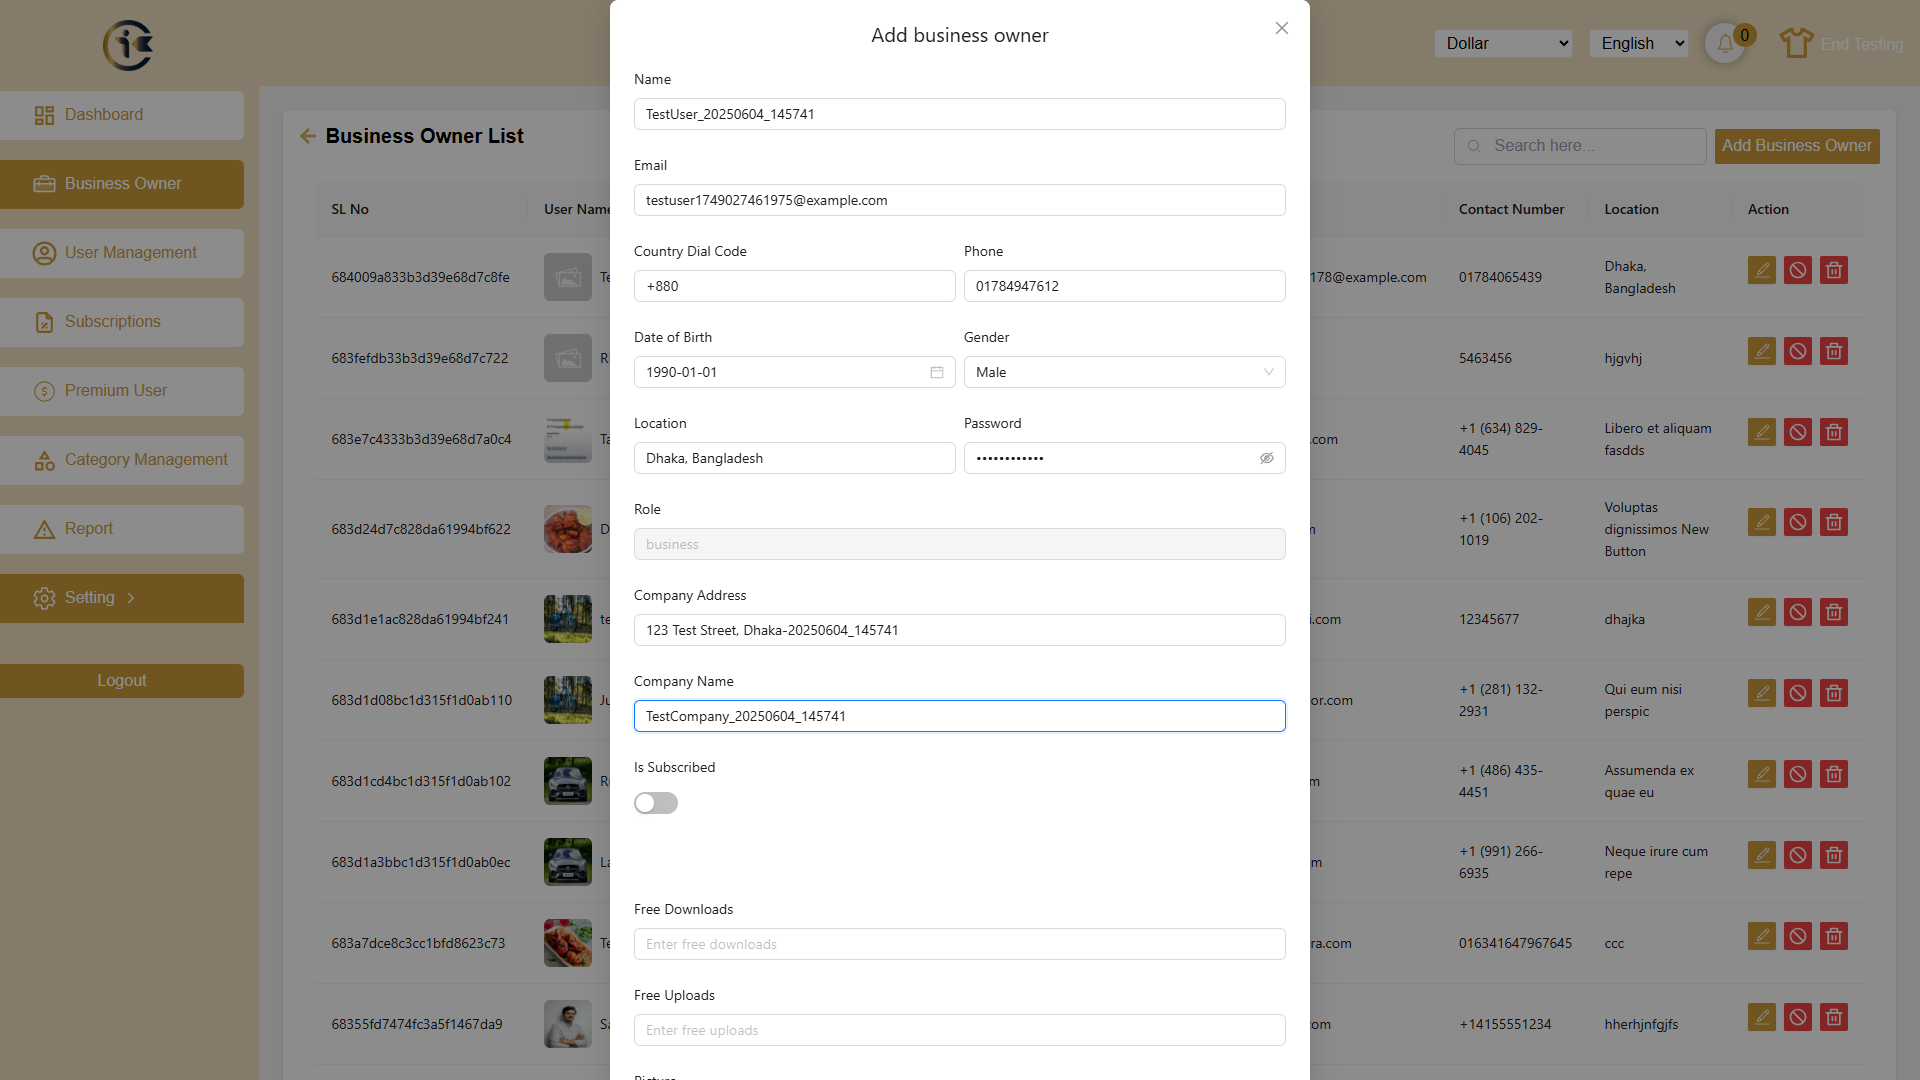 Add business owner
Dollar
English
0
End Testing
Dashboard
Business Owner
User Management
Subscriptions
Premium User
Category Management
Report
Setting
Logout
Business Owner List
Search here...
Add Business Owner
SL No
User Name
Contact Number
Location
Action
684009a833b3d39e68d7c8fe
Te
178@example.com
01784065439
Dhaka,
Bangladesh
683fefdb33b3d39e68d7c722
R
5463456
hjgvhj
683e7c4333b3d39e68d7a0c4
Ta
.com
+1 (634) 829-
4045
Libero et aliquam
fasdds
683d24d7c828da61994bf622
D
+1 (106) 202-
1019
Voluptas
dignissimos New
Button
683d1e1ac828da61994bf241
te
i.com
12345677
dhajka
683d1d08bc1d315f1d0ab110
Ju
or.com
+1 (281) 132-
2931
Qui eum nisi
perspic
683d1cd4bc1d315f1d0ab102
+1 (486) 435-
4451
Assumenda ex
quae eu
683d1a3bbc1d315f1d0ab0ec
La
+1 (991) 266-
6935
Neque irure cum
repe
683a7dce8c3cc1bfd8623c73
Te
ra.com
016341647967645
ccc
68355fd7474fc3a5f1467da9
Sa
com
+14155551234
hherhjnfgjfs
Name
TestUser_20250604_145741
Email
testuser1749027461975@example.com
Country Dial Code
Phone
+880
01784947612
Date of Birth
Gender
1990-01-01
Male
Location
Password
Dhaka, Bangladesh
••••••••••••
Role
business
Company Address
123 Test Street, Dhaka-20250604_145741
Company Name
TestCompany_20250604_145741
Is Subscribed
Free Downloads
Enter free downloads
Free Uploads
Enter free uploads
Picture